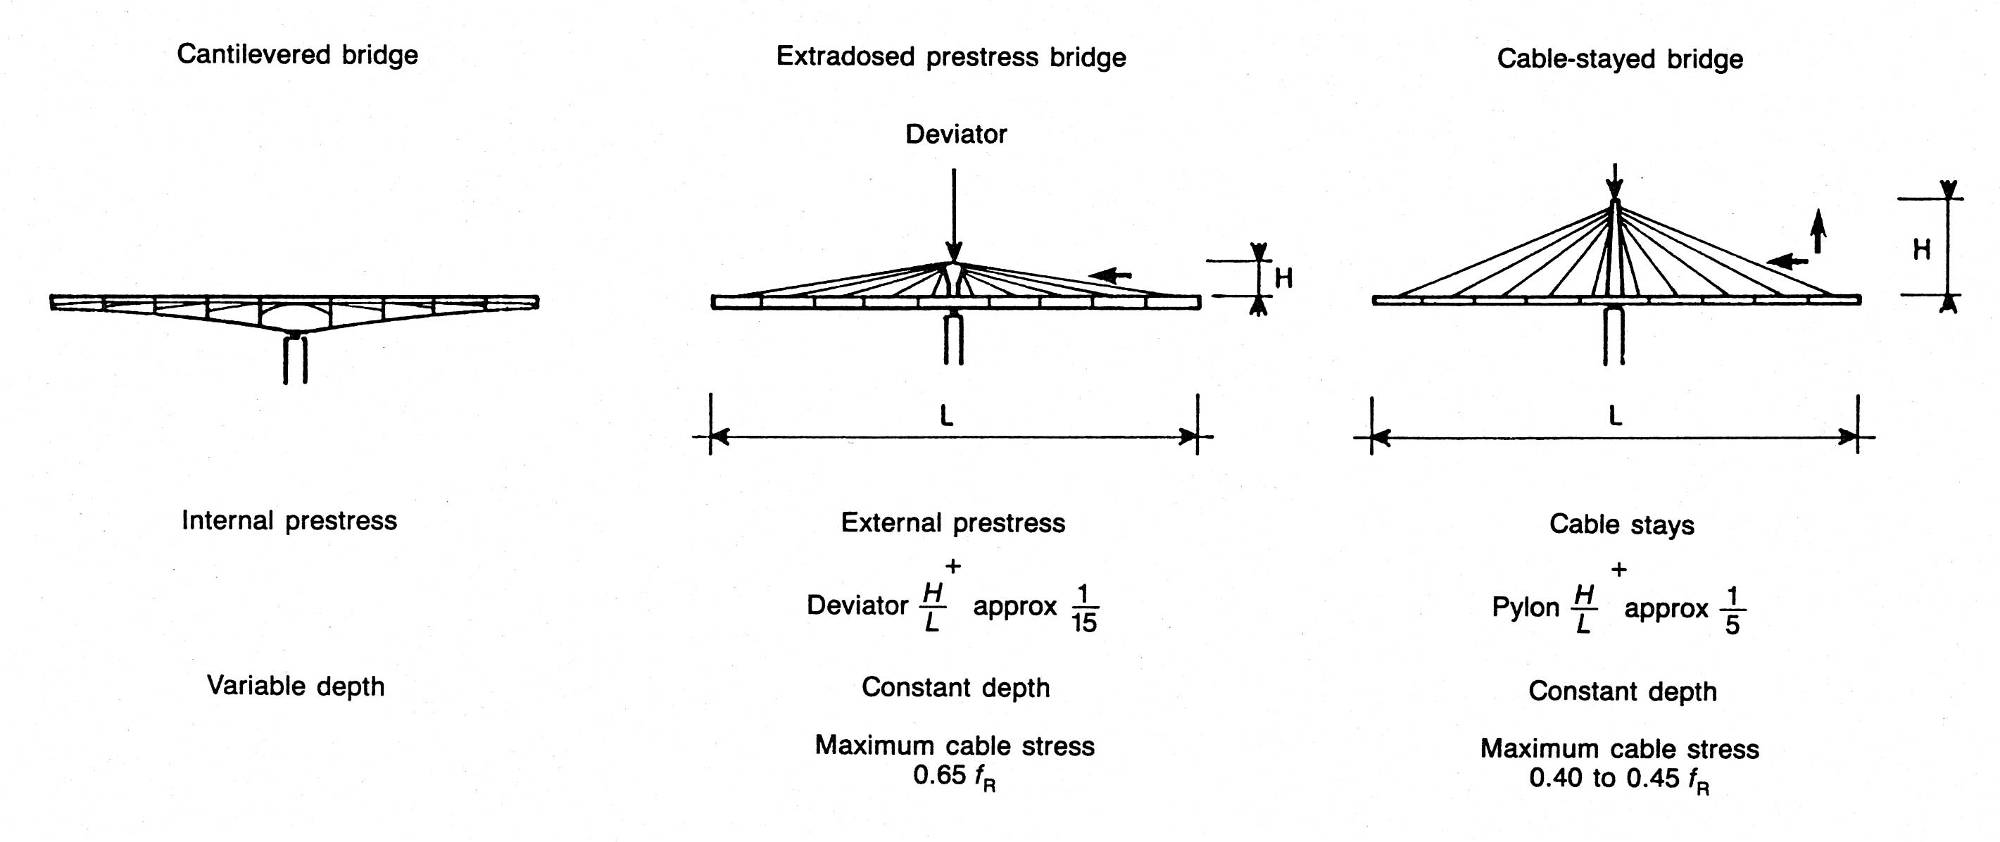 Cantilevered bridge
Extradosed prestress bridge
Cable-stayed bridge
Deviator
H
H
L
L
Internal prestress
External prestress
+
Deviator H/L approx 1/15
Cable stays
+
Pylon H/L approx 1/5
Variable depth
Constant depth
Constant depth
Maximum cable stress
0.65 fR
Maximum cable stress
0.40 to 0.45 fR